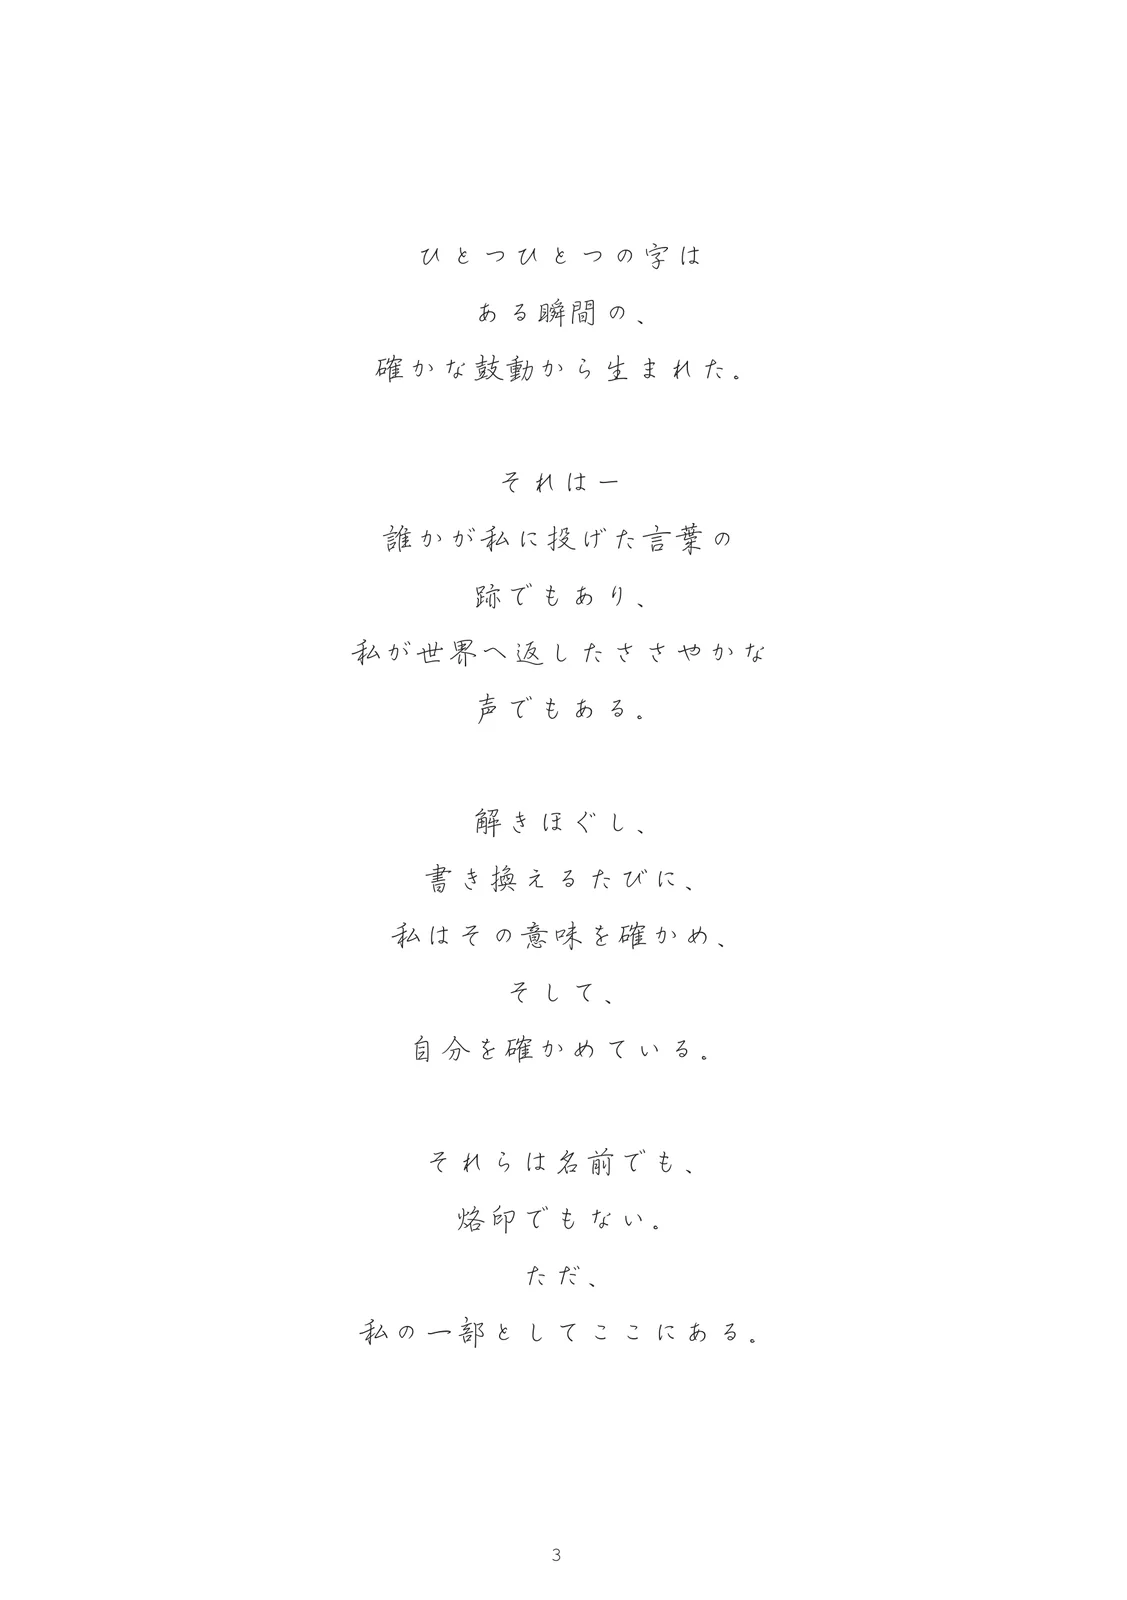 ひとつひとつの字は
ある瞬間の、
確かな鼓動から生まれた。
それは―
誰かが私に投げた言葉の
跡でもあり、
私が世界へ返したささやかな
声でもある。
解きほぐし、
書き換えるたびに、
私はその意味を確かめ、
そして、
自分を確かめている。
それらは名前でも、
烙印でもない。
ただ、
私の一部としてここにある。
3